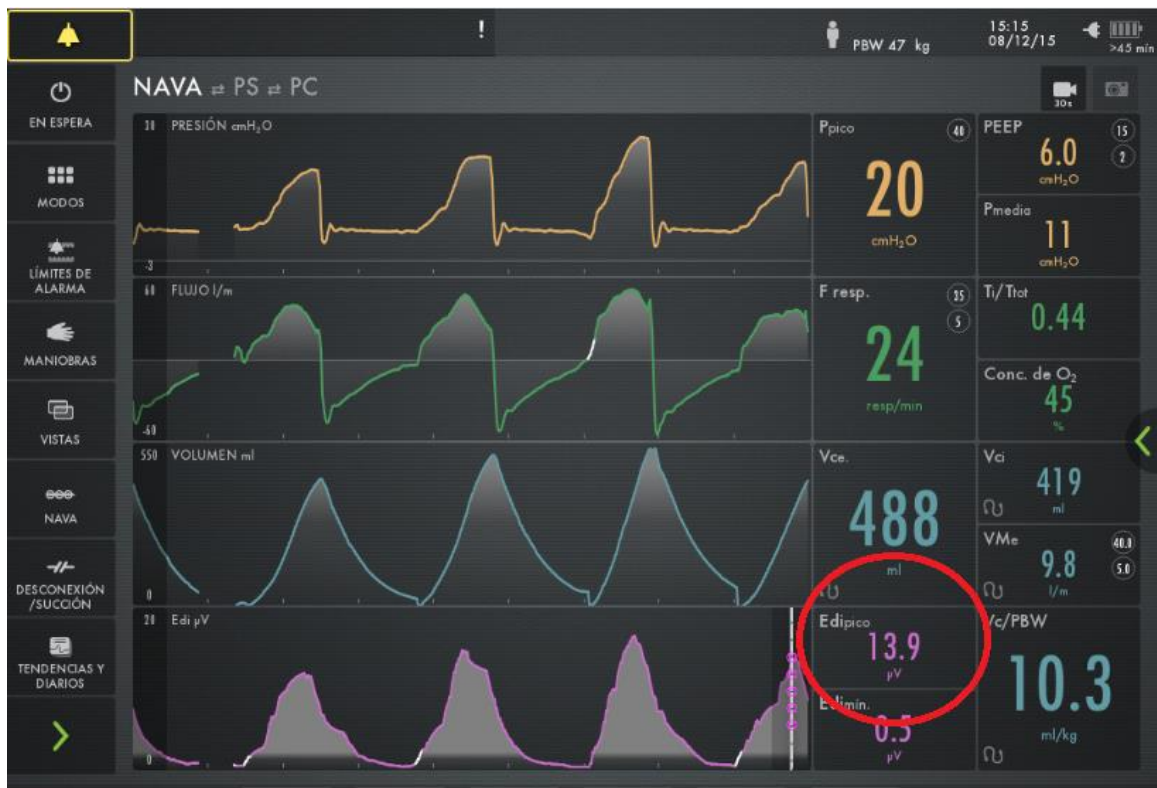 !
PBW 47 kg
15:15
08/12/15
>45 min
EN ESPERA
MODOS
LÍMITES DE
ALARMA
MANIOBRAS
VISTAS
NAVA
DESCONEXIÓN
/SUCCIÓN
TENDENCIAS Y
DIARIOS
NAVA ⇄ PS ⇄ PC
30s
30 PRESIÓN cmH₂O
-3
60 FLUJO l/m
-60
550 VOLUMEN ml
0
20 Edi µV
0
Ppico 40
20
cmH₂O
PEEP 15
6.0 2
cmH₂O
Pmedia
11
cmH₂O
F resp. 35
5
24
resp/min
Ti/Ttot
0.44
Conc. de O₂
45
%
Vce.
488
ml
Vci
419
ml
VMe 40.0
9.8 5.0
l/m
Edipico
13.9
µV
Edimín.
0.5
µV
Vc/PBW
10.3
ml/kg